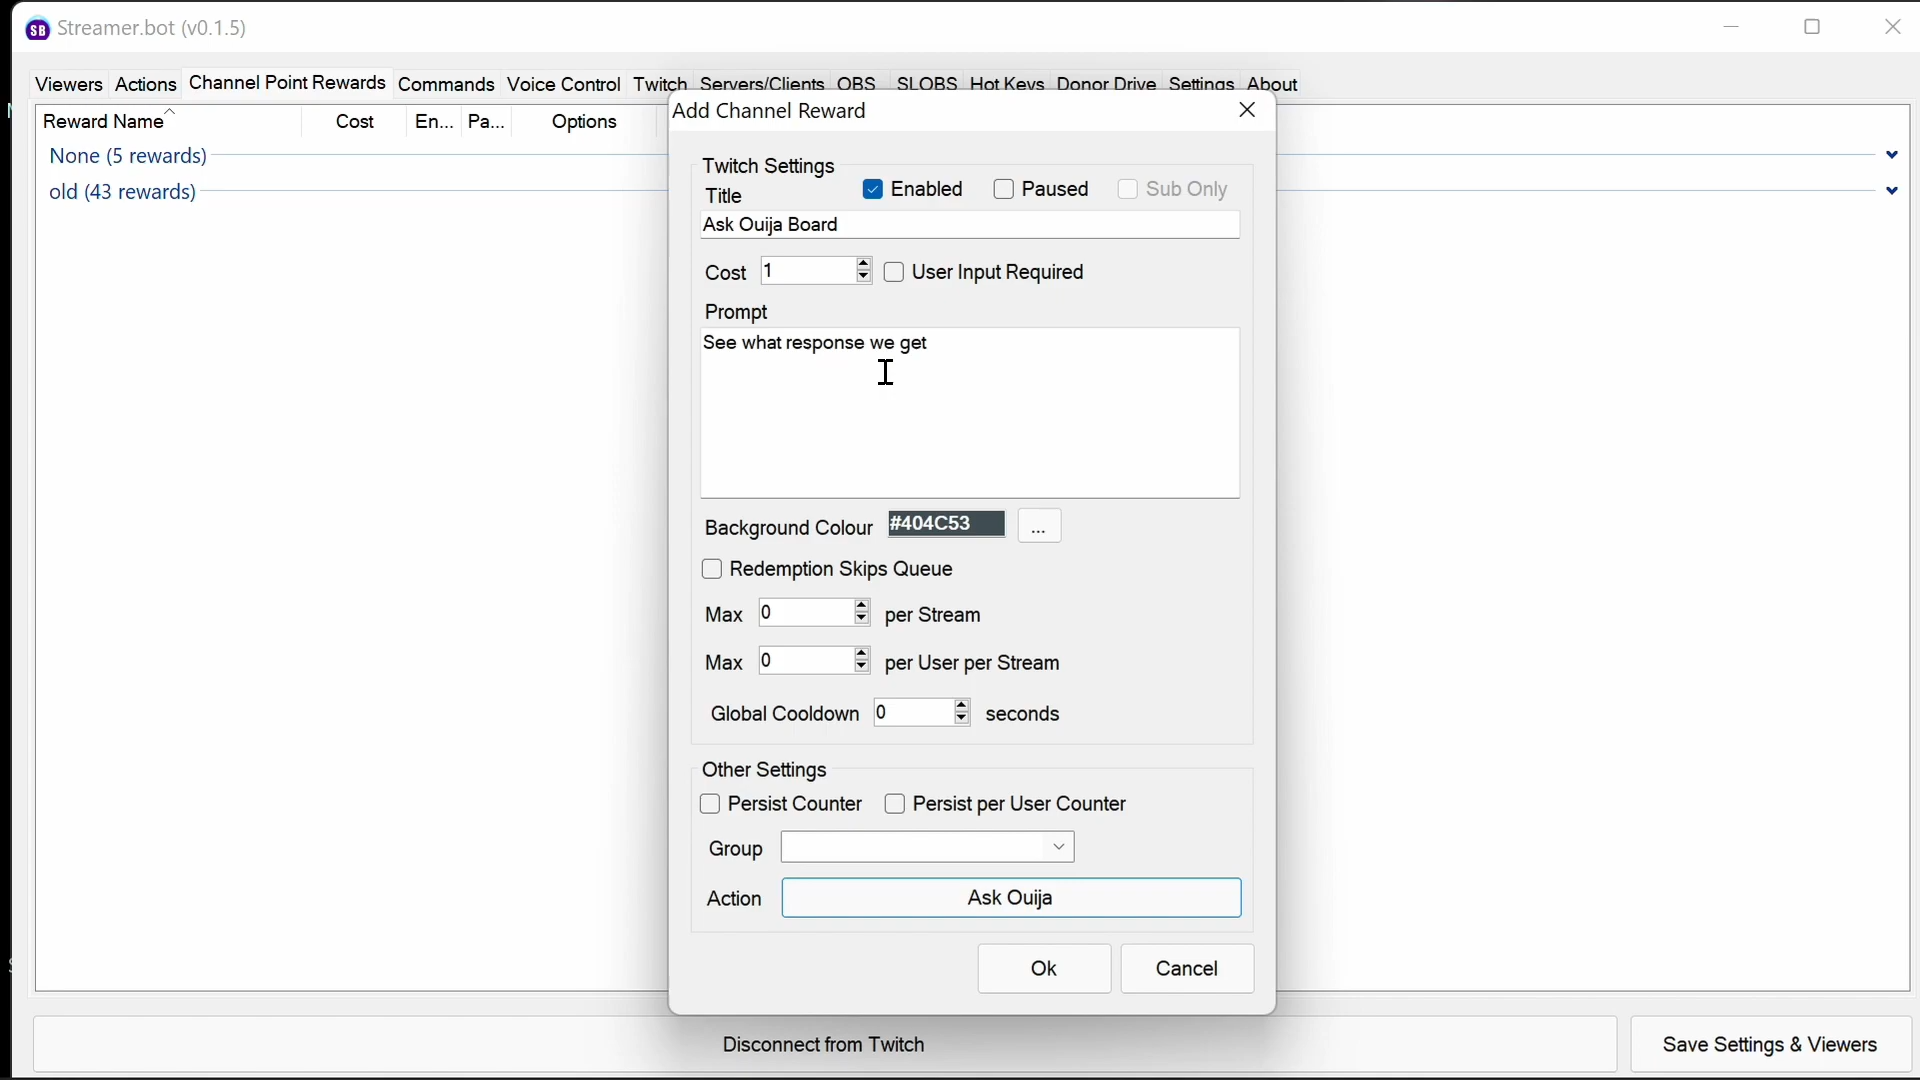 SB Streamer.bot (v0.1.5)
Viewers Actions Channel Point Rewards Commands Voice Control Twitch Servers/Clients OBS SLOBS Hot Keys Donor Drive Settings About
Reward Name Cost En... Pa... Options
None (5 rewards)
old (43 rewards)
Add Channel Reward
Twitch Settings
Title Enabled Paused Sub Only
Ask Ouija Board
Cost 1 User Input Required
Prompt
See what response we get
Background Colour #404C53 ...
Redemption Skips Queue
Max 0 per Stream
Max 0 per User per Stream
Global Cooldown 0 seconds
Other Settings
Persist Counter Persist per User Counter
Group
Action Ask Ouija
Ok Cancel
Disconnect from Twitch Save Settings & Viewers